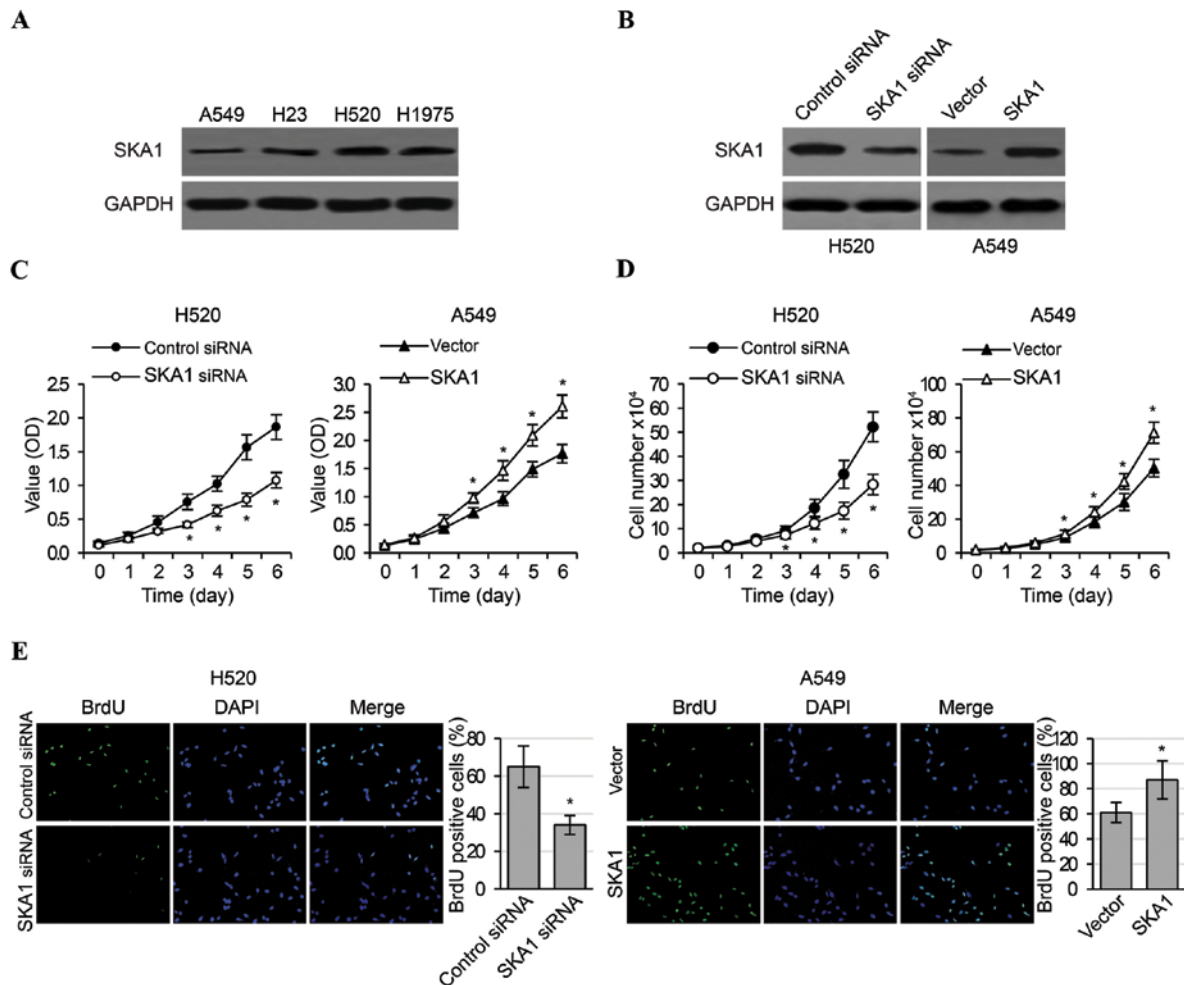 A
A549 H23 H520 H1975
SKA1
GAPDH
B
Control siRNA
SKA1 siRNA
Vector
SKA1
SKA1
GAPDH
H520 A549
C
H520
Control siRNA
SKA1 siRNA
Value (OD)
2.5
2.0
1.5
1.0
0.5
0.0
* * * *
0 1 2 3 4 5 6
Time (day)
A549
Vector
SKA1
Value (OD)
3.0
2.5
2.0
1.5
1.0
0.5
0.0
* * * *
0 1 2 3 4 5 6
Time (day)
D
H520
Control siRNA
SKA1 siRNA
Cell number x10⁴
70
60
50
40
30
20
10
0
* * * *
0 1 2 3 4 5 6
Time (day)
A549
Vector
SKA1
Cell number x10⁴
100
80
60
40
20
0
* * * *
0 1 2 3 4 5 6
Time (day)
E
H520
BrdU DAPI Merge
Control siRNA
SKA1 siRNA
BrdU positive cells (%)
80
60
40
20
0
*
Control siRNA
SKA1 siRNA
A549
BrdU DAPI Merge
Vector
SKA1
BrdU positive cells (%)
120
100
80
60
40
20
0
*
Vector
SKA1